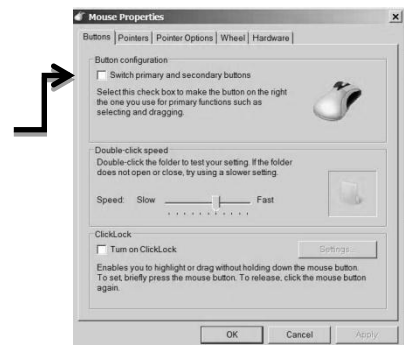 Mouse Properties
Buttons Pointers Pointer Options Wheel Hardware
Button configuration
Switch primary and secondary buttons
Select this check box to make the button on the right
the one you use for primary functions such as
selecting and dragging.
Double-click speed
Double-click the folder to test your setting. If the folder
does not open or close, try using a slower setting.
Speed: Slow Fast
ClickLock
Turn on ClickLock
Settings...
Enables you to highlight or drag without holding down the mouse button.
To set, briefly press the mouse button. To release, click the mouse button
again.
OK Cancel Apply